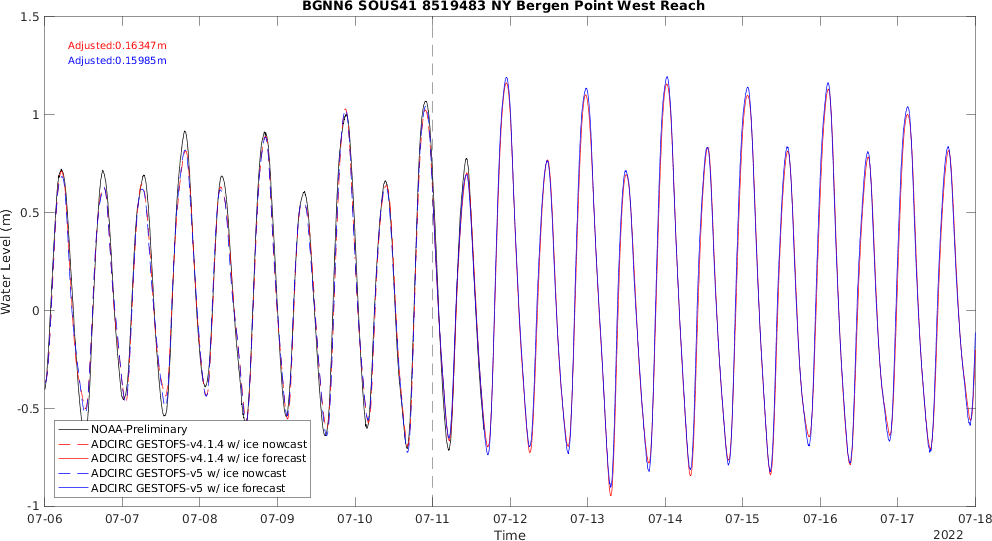 BGNN6 SOUS41 8519483 NY Bergen Point West Reach
Adjusted:0.16347m
Adjusted:0.15985m
Water Level (m)
1.5
1
0.5
0
-0.5
-1
NOAA-Preliminary
ADCIRC GESTOFS-v4.1.4 w/ ice nowcast
ADCIRC GESTOFS-v4.1.4 w/ ice forecast
ADCIRC GESTOFS-v5 w/ ice nowcast
ADCIRC GESTOFS-v5 w/ ice forecast
07-06 07-07 07-08 07-09 07-10 07-11 07-12 07-13 07-14 07-15 07-16 07-17 07-18
Time
2022